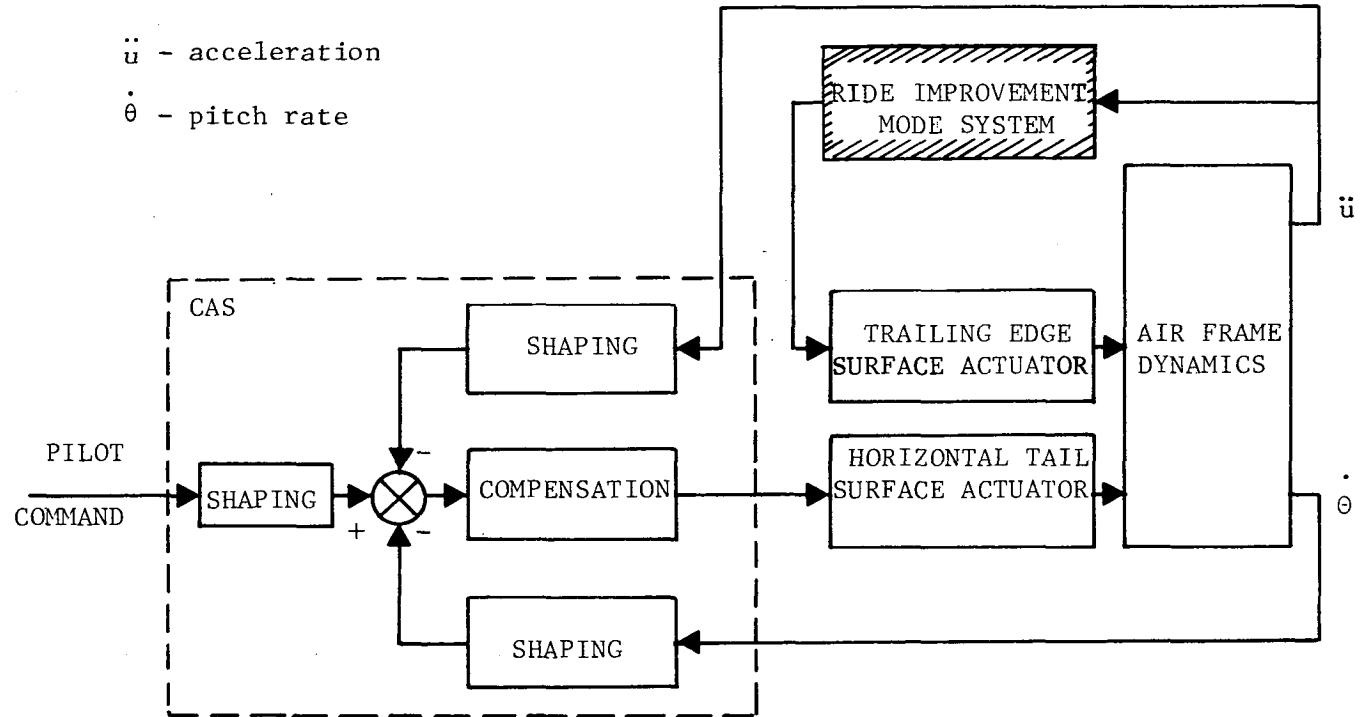 ü - acceleration
θ̇ - pitch rate
RIDE IMPROVEMENT
MODE SYSTEM
ü
CAS
SHAPING
TRAILING EDGE
SURFACE ACTUATOR
AIR FRAME
DYNAMICS
PILOT
COMMAND
SHAPING
+
-
-
COMPENSATION
HORIZONTAL TAIL
SURFACE ACTUATOR
Θ̇
SHAPING